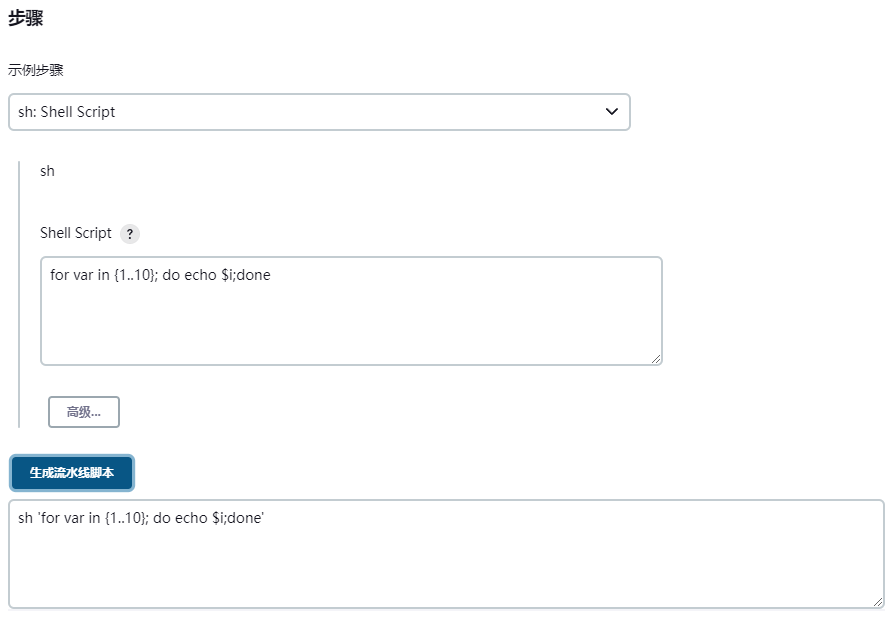 步骤
示例步骤
sh: Shell Script
sh
Shell Script ?
for var in {1..10}; do echo $i;done
高级...
生成流水线脚本
sh 'for var in {1..10}; do echo $i;done'